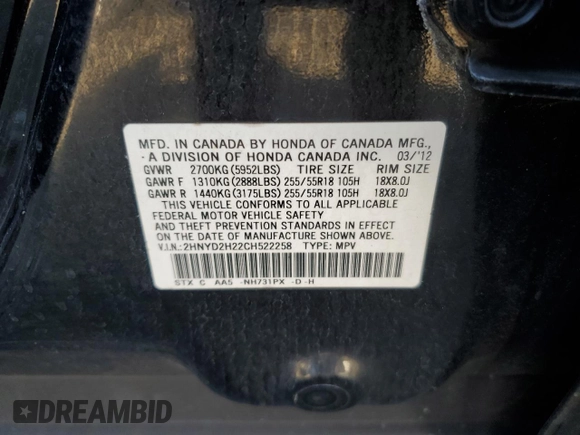 MFD. IN CANADA BY HONDA OF CANADA MFG.,
A DIVISION OF HONDA CANADA INC. 03/'12
GVWR 2700KG(5952LBS) TIRE SIZE RIM SIZE
GAWR F 1310KG(2888LBS) 255/55R18 105H 18X8.0J
GAWR R 1440KG(3175LBS) 255/55R18 105H 18X8.0J
THIS VEHICLE CONFORMS TO ALL APPLICABLE
FEDERAL MOTOR VEHICLE SAFETY
AND THEFT PREVENTION STANDARDS IN EFFECT
ON THE DATE OF MANUFACTURE SHOWN ABOVE.
V.I.N.:2HNYD2H22CH522258 TYPE: MPV
STX C AA5 -NH731PX -D -H
DREAMBID